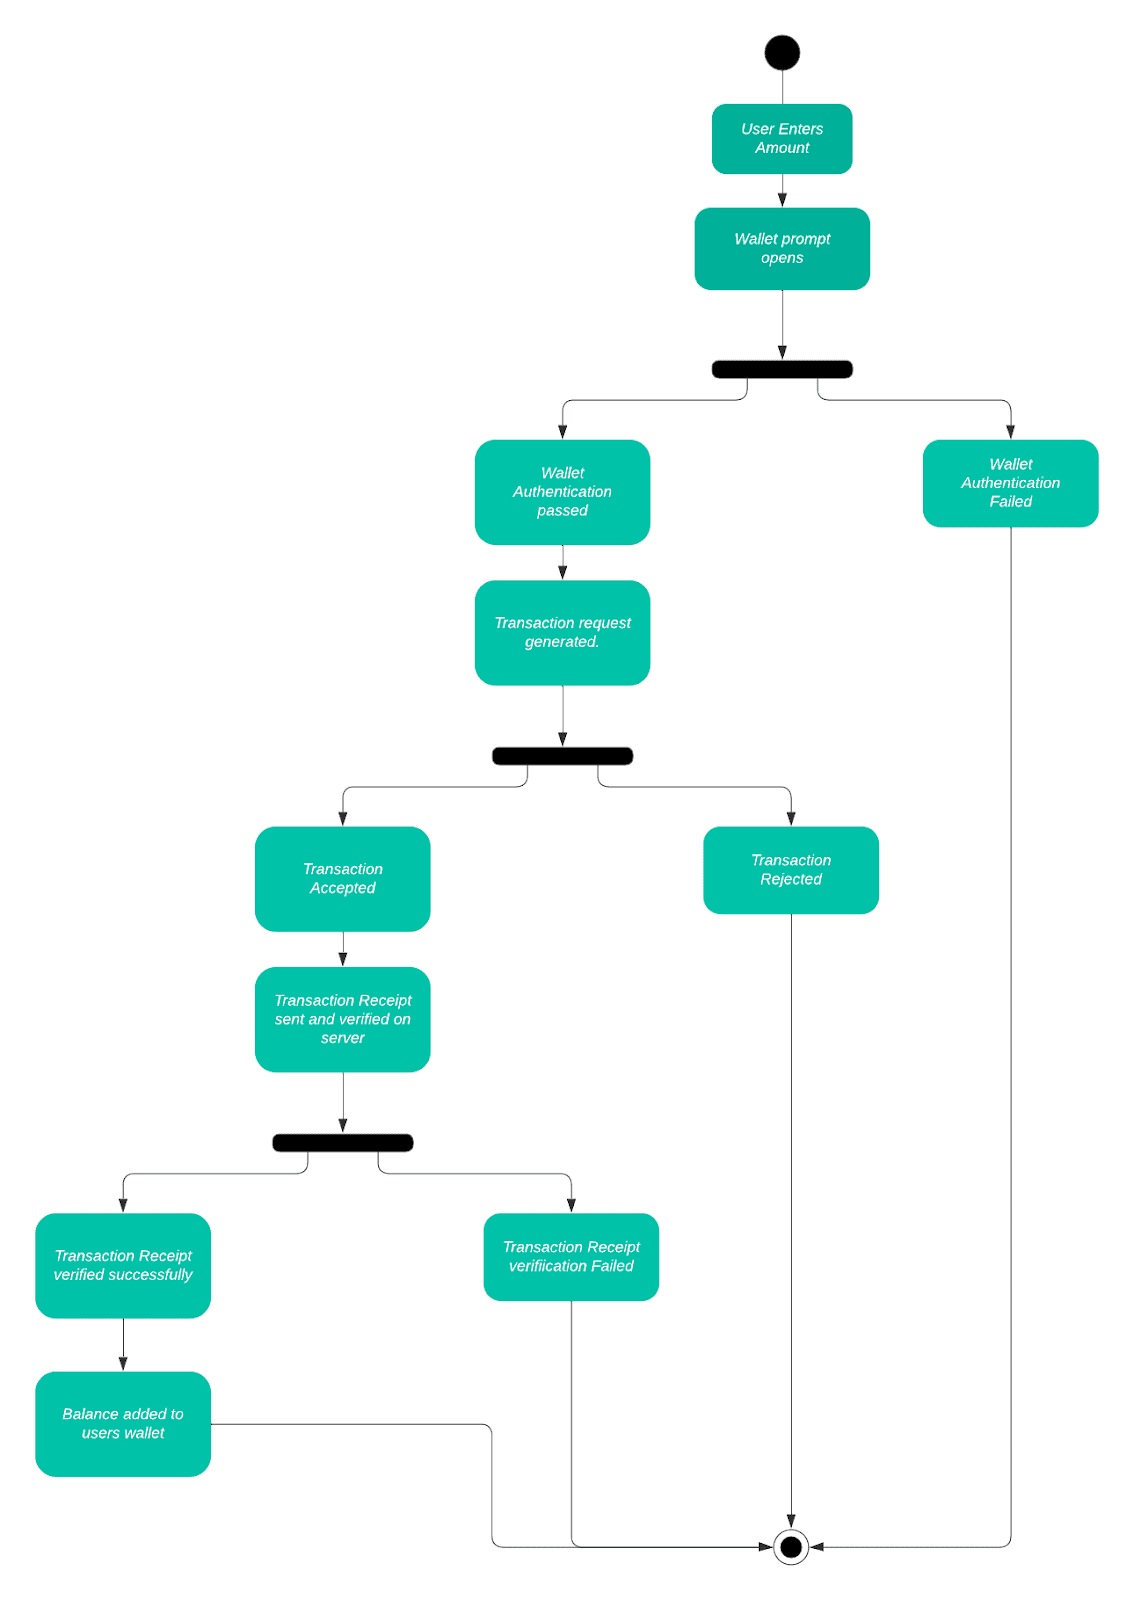 User Enters
Amount
Wallet prompt
opens
Wallet
Authentication
passed
Wallet
Authentication
Failed
Transaction request
generated.
Transaction
Accepted
Transaction
Rejected
Transaction Receipt
sent and verified on
server
Transaction Receipt
verified successfully
Transaction Receipt
verifiication Failed
Balance added to
users wallet